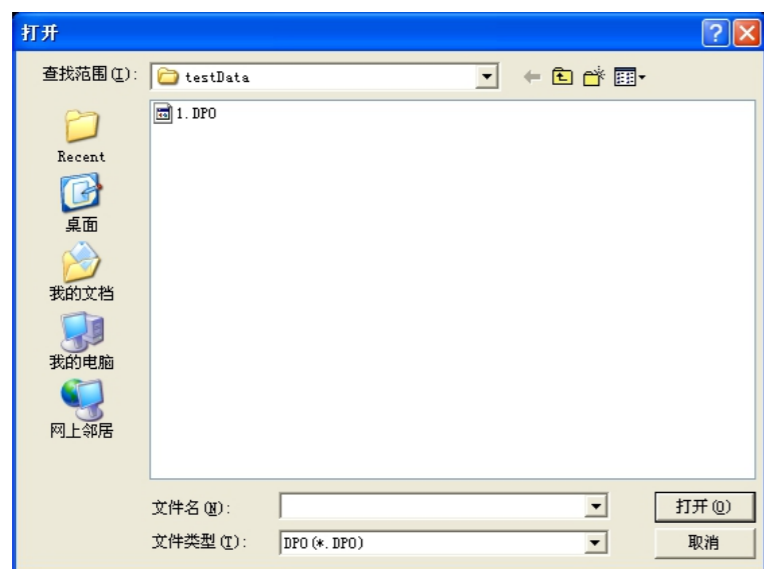 打开
查找范围(I): testData
1.DPO
Recent
桌面
我的文档
我的电脑
网上邻居
文件名(N): 打开(O)
文件类型(T): DPO(*.DPO) 取消